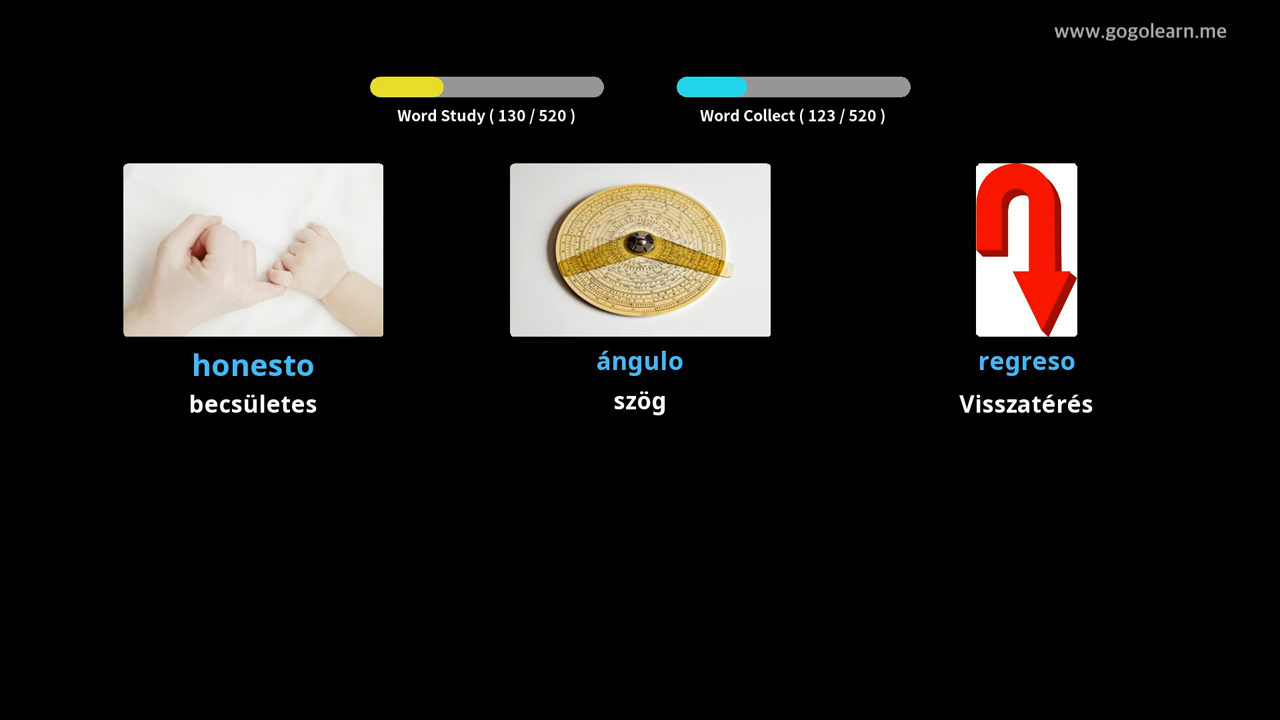 www.gogolearn.me
Word Study ( 130 / 520 )
Word Collect ( 123 / 520 )
honesto
ángulo
regreso
becsületes
szög
Visszatérés